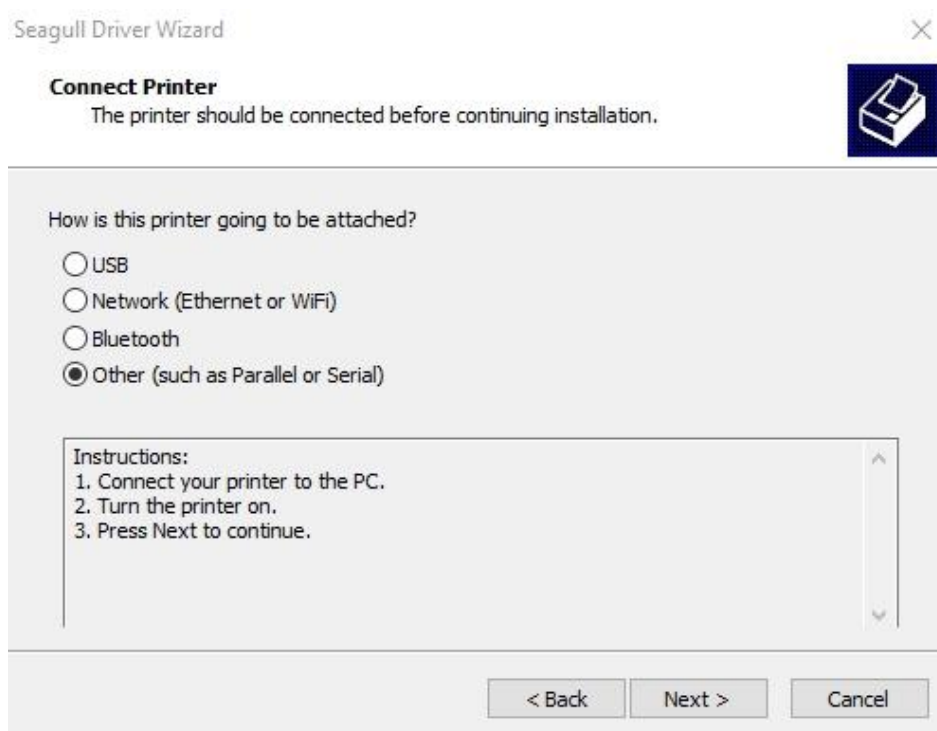 Seagull Driver Wizard
Connect Printer
The printer should be connected before continuing installation.
How is this printer going to be attached?
USB
Network (Ethernet or WiFi)
Bluetooth
Other (such as Parallel or Serial)
Instructions:
1. Connect your printer to the PC.
2. Turn the printer on.
3. Press Next to continue.
< Back Next > Cancel